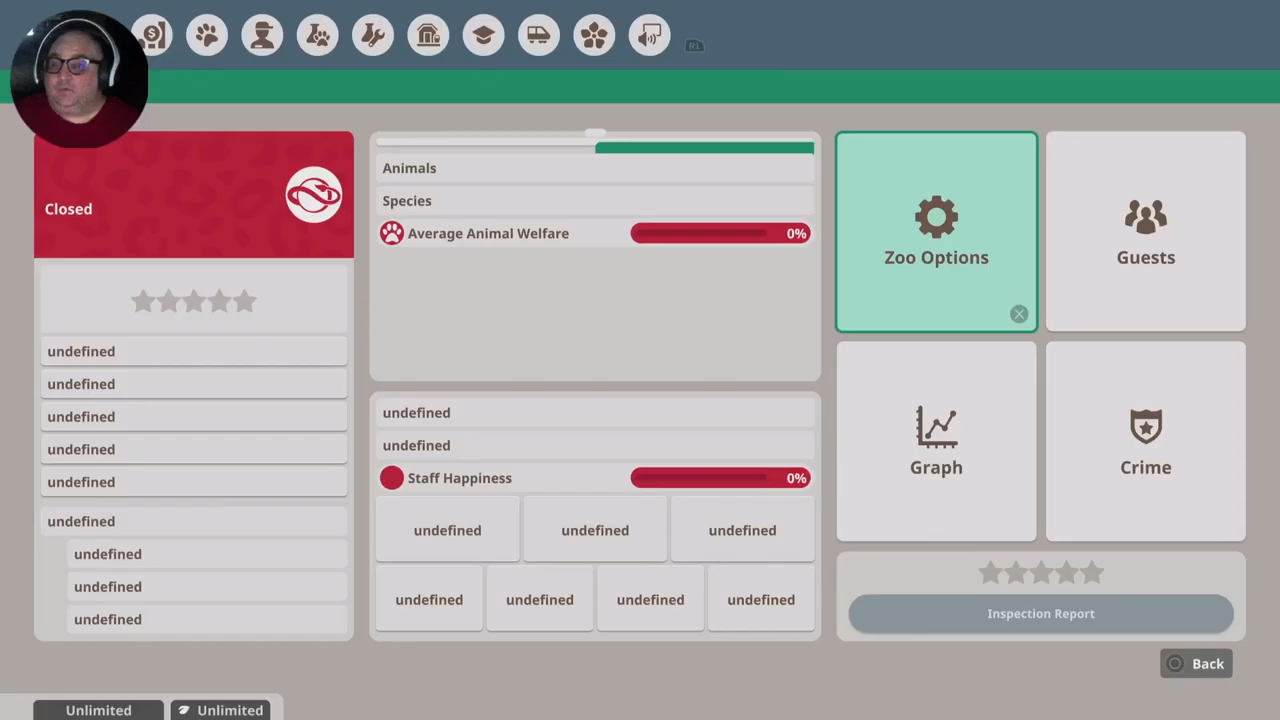 R1
Closed
undefined
undefined
undefined
undefined
undefined
undefined
undefined
undefined
undefined
Animals
Species
Average Animal Welfare 0%
undefined
undefined
Staff Happiness 0%
undefined undefined undefined
undefined undefined undefined undefined
Zoo Options
Guests
Graph
Crime
Inspection Report
Back
Unlimited Unlimited